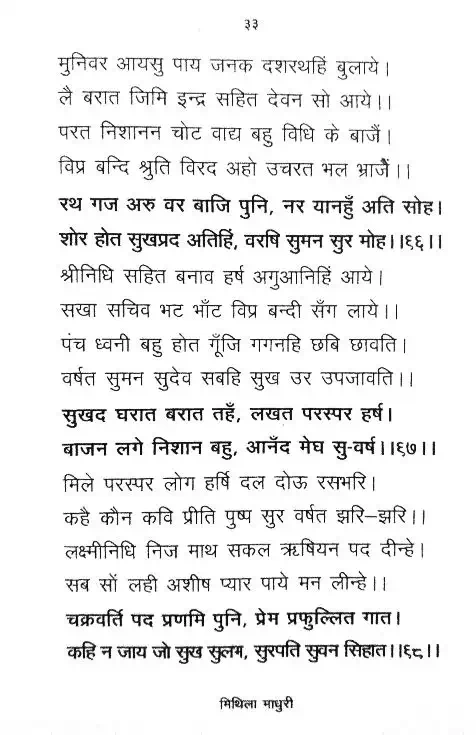 ३३
मुनिवर आयसु पाय जनक दशरथहिं बुलाये।
लै बरात जिमि इन्द्र सहित देवन सो आये।।
परत निशानन चोट वाद्य बहु विधि के बाजैं।
विप्र बन्दि श्रुति विरद अहो उचरत भल भ्राजैं।।
रथ गज अरु वर बाजि पुनि, नर यानहुँ अति सोह।
शोर होत सुखप्रद अतिहिं, वरषि सुमन सुर मोह।।६६।।
श्रीनिधि सहित बनाव हर्ष अगुआनिहिं आये।
सखा सचिव भट भाँट विप्र बन्दी सँग लाये।।
पंच ध्वनी बहु होत गूँजि गगनहि छबि छावति।
वर्षत सुमन सुदेव सबहि सुख उर उपजावति।।
सुखद घरात बरात तहँ, लखत परस्पर हर्ष।
बाजन लगे निशान बहु, आनँद मेघ सु-वर्ष।।६७।।
मिले परस्पर लोग हर्षि दल दोऊ रसभरि।
कहै कौन कवि प्रीति पुष्प सुर वर्षत झरि–झरि।।
लक्ष्मीनिधि निज माथ सकल ऋषियन पद दीन्हे।
सब सों लही अशीष प्यार पाये मन लीन्हे।।
चक्रवर्ति पद प्रणमि पुनि, प्रेम प्रफुल्लित गात।
कहि न जाय जो सुख सुलभ, सुरपति सुवन सिहात।।६८।।
मिथिला माधुरी